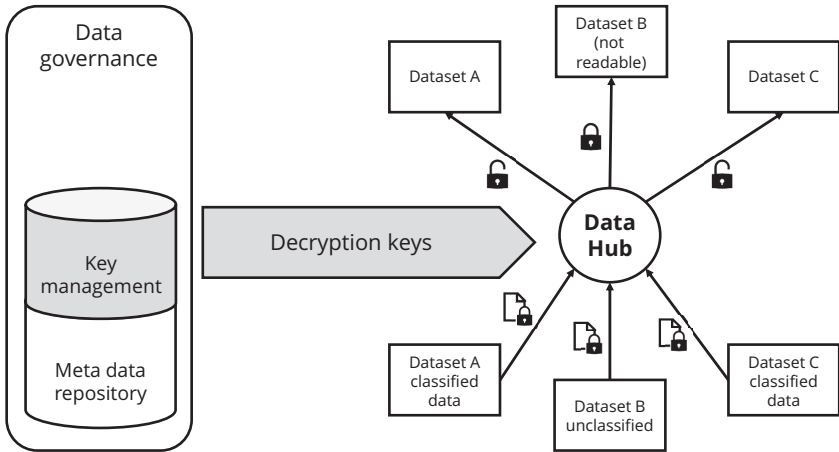 Data
governance
Key
management
Meta data
repository
Decryption keys
Dataset A
Dataset B
(not
readable)
Dataset C
Data
Hub
Dataset A
classified
data
Dataset B
unclassified
Dataset C
classified
data